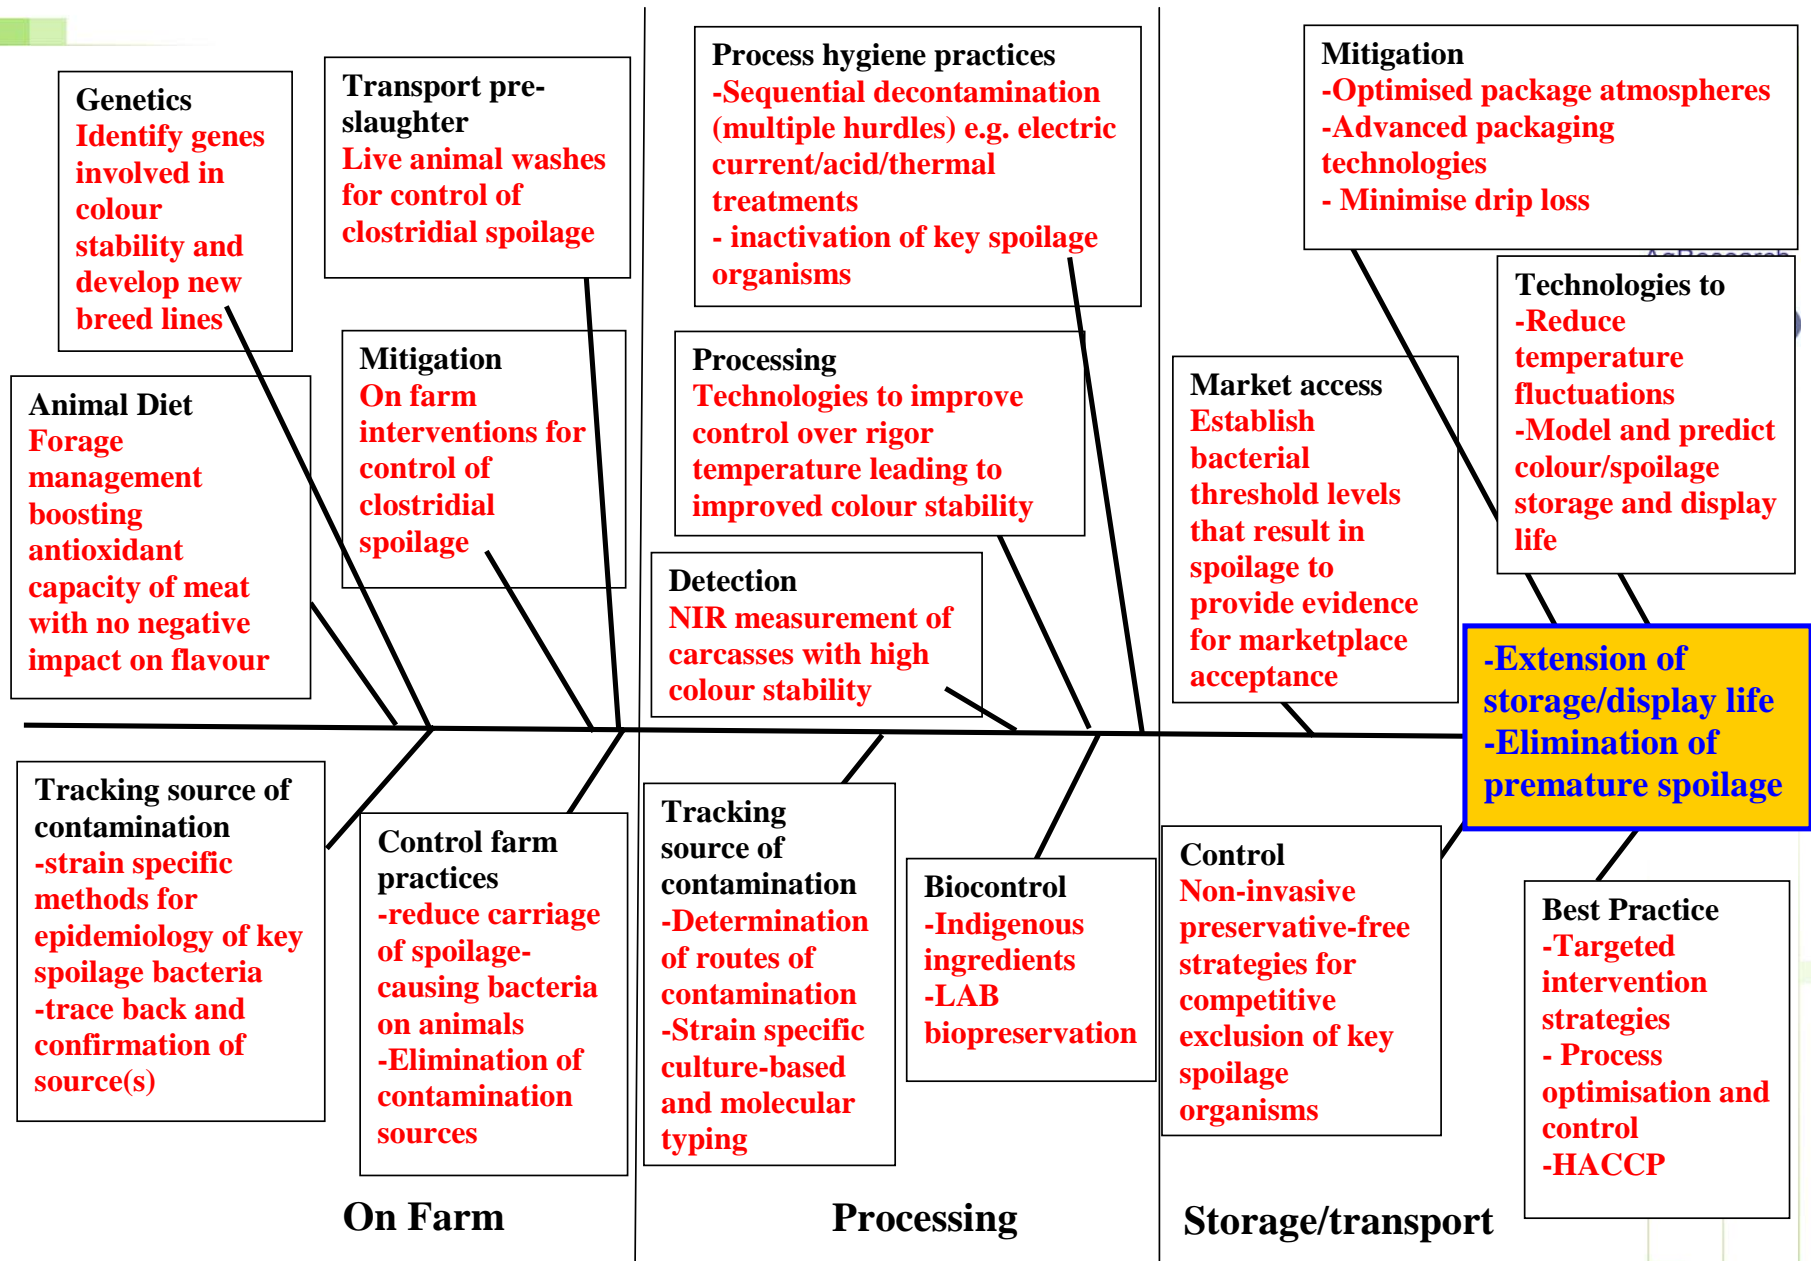 Genetics
Identify genes
involved in
colour
stability and
develop new
breed lines
Transport pre-
slaughter
Live animal washes
for control of
clostridial spoilage
Process hygiene practices
-Sequential decontamination
(multiple hurdles) e.g. electric
current/acid/thermal
treatments
- inactivation of key spoilage
organisms
Mitigation
-Optimised package atmospheres
-Advanced packaging
technologies
- Minimise drip loss
Animal Diet
Forage
management
boosting
antioxidant
capacity of meat
with no negative
impact on flavour
Mitigation
On farm
interventions for
control of
clostridial
spoilage
Processing
Technologies to improve
control over rigor
temperature leading to
improved colour stability
Detection
NIR measurement of
carcasses with high
colour stability
Market access
Establish
bacterial
threshold levels
that result in
spoilage to
provide evidence
for marketplace
acceptance
Technologies to
-Reduce
temperature
fluctuations
-Model and predict
colour/spoilage
storage and display
life
-Extension of
storage/display life
-Elimination of
premature spoilage
Tracking source of
contamination
-strain specific
methods for
epidemiology of key
spoilage bacteria
-trace back and
confirmation of
source(s)
Control farm
practices
-reduce carriage
of spoilage-
causing bacteria
on animals
-Elimination of
contamination
sources
Tracking
source of
contamination
-Determination
of routes of
contamination
-Strain specific
culture-based
and molecular
typing
Biocontrol
-Indigenous
ingredients
-LAB
biopreservation
Control
Non-invasive
preservative-free
strategies for
competitive
exclusion of key
spoilage
organisms
Best Practice
-Targeted
intervention
strategies
- Process
optimisation and
control
-HACCP
On Farm
Processing
Storage/transport